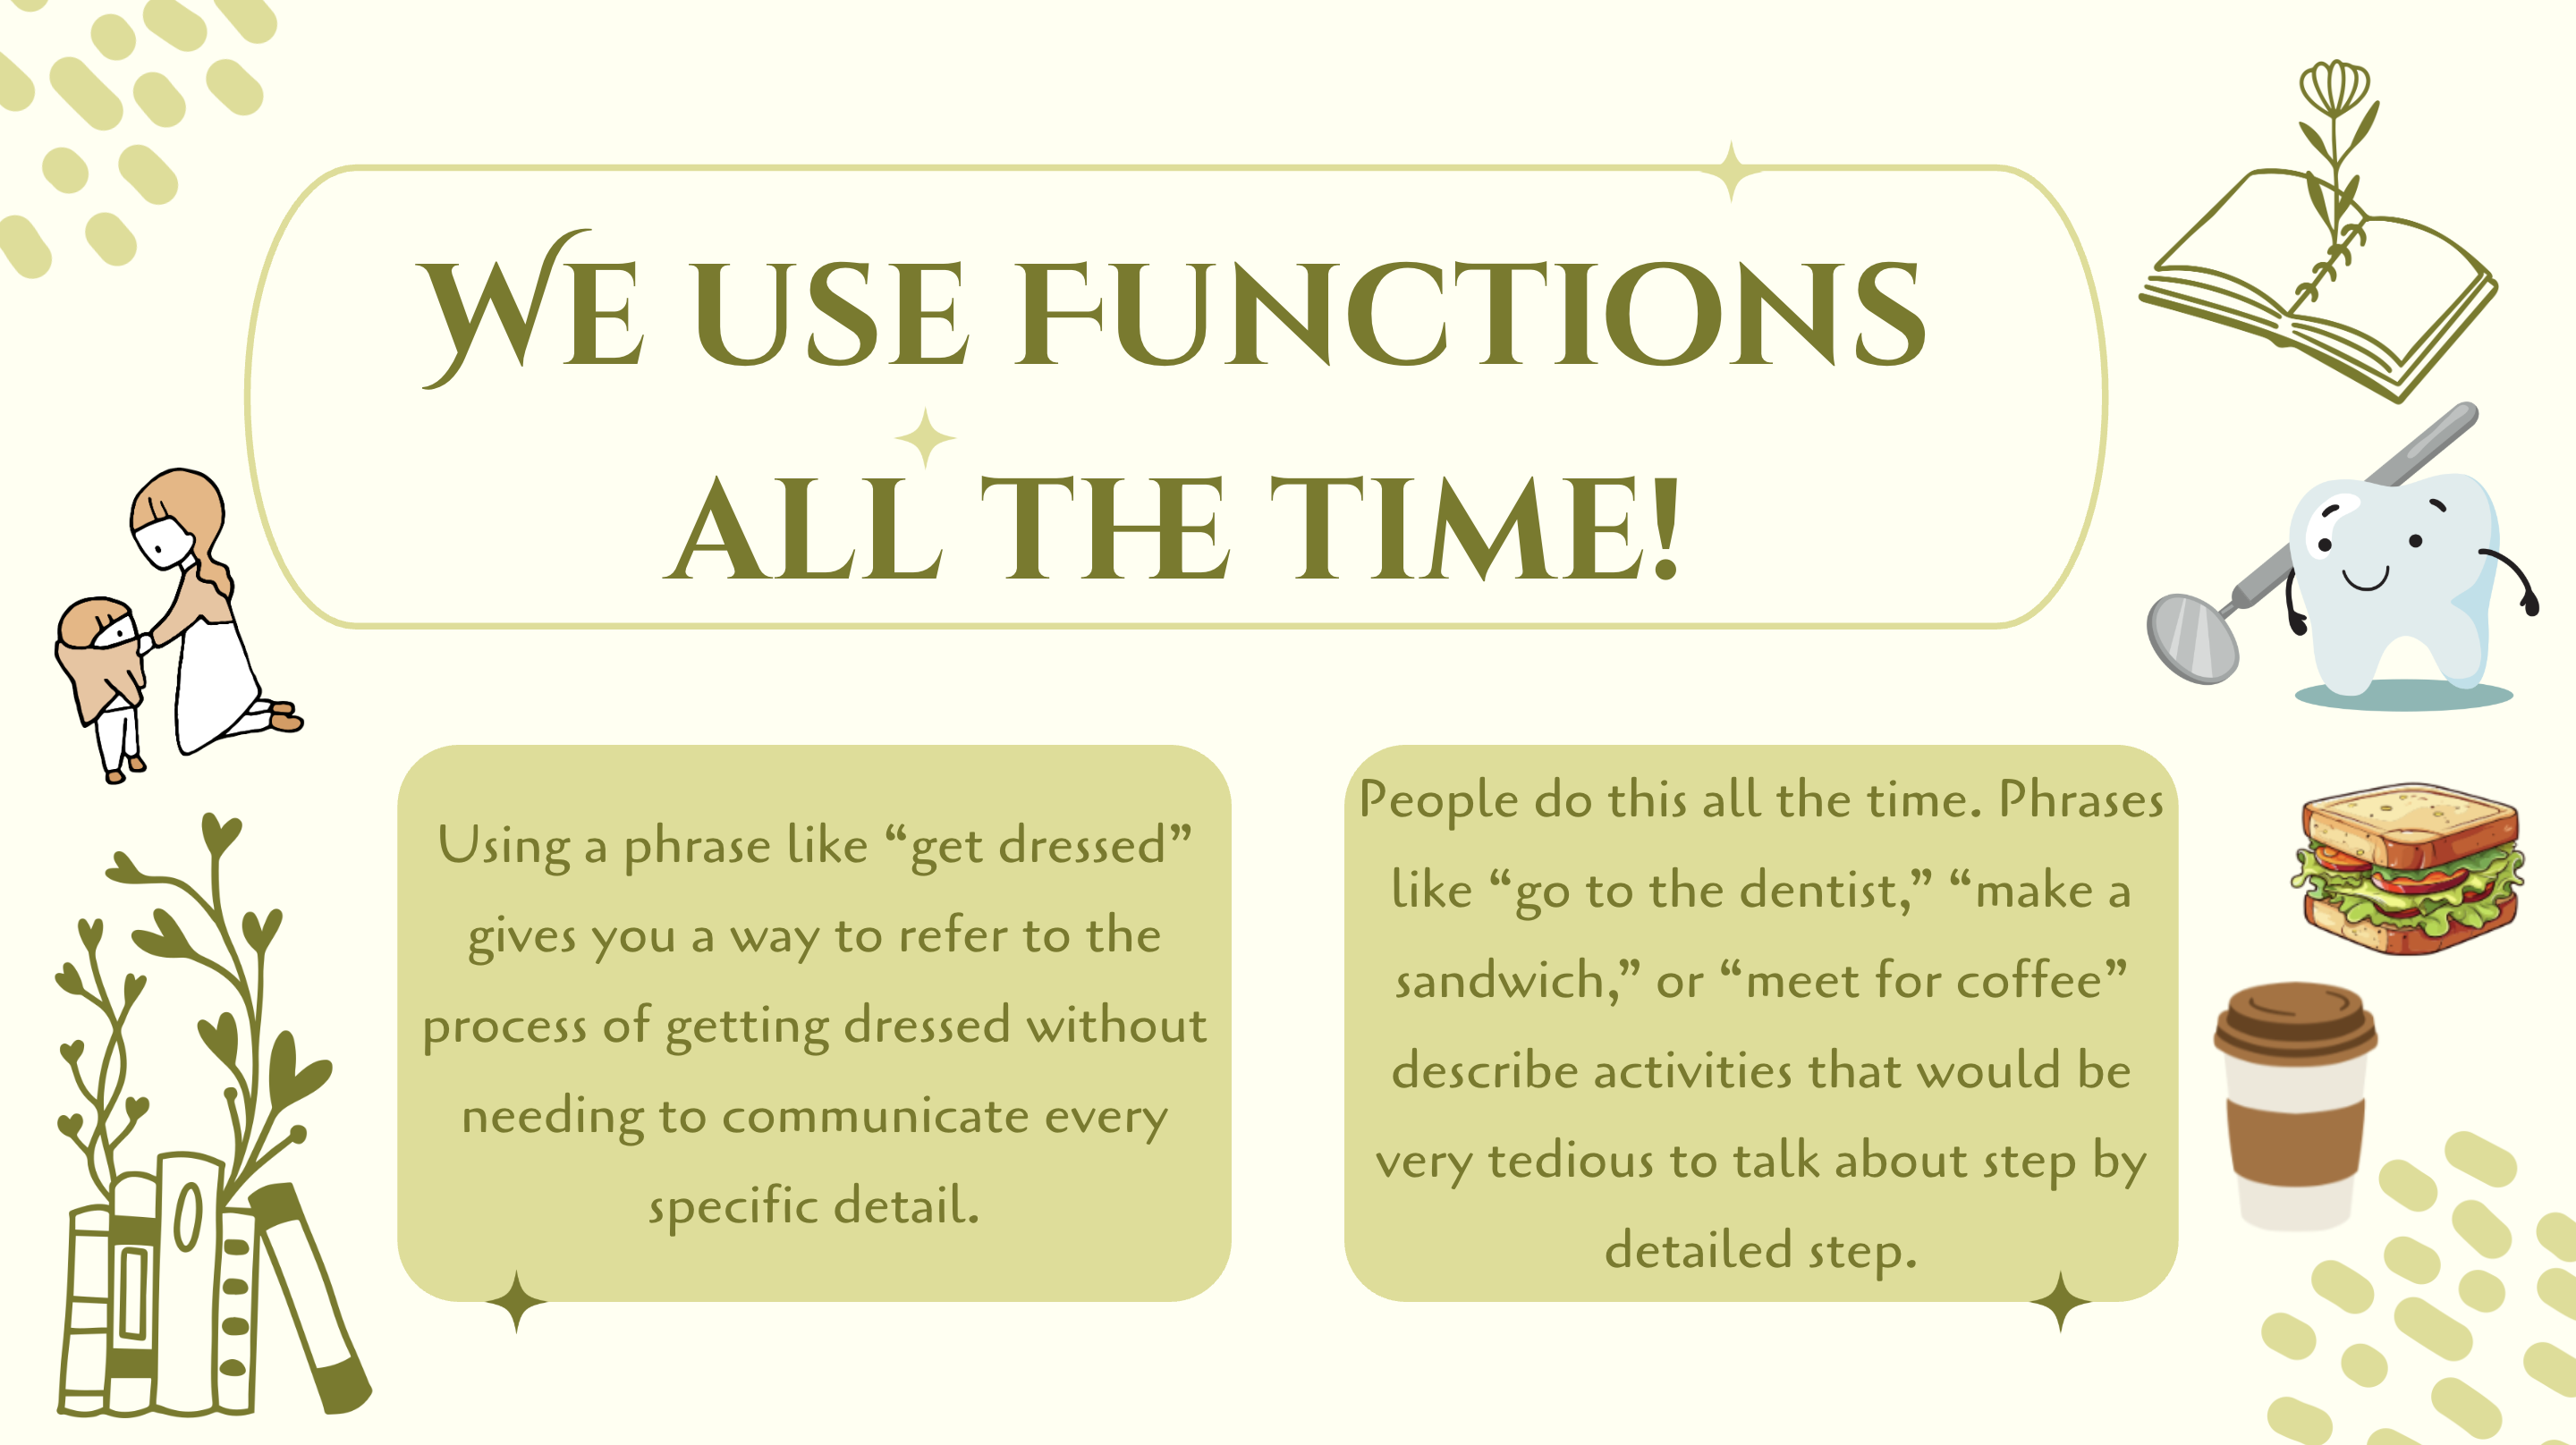 We use Functions
all the time!
Using a phrase like “get dressed”
gives you a way to refer to the
process of getting dressed without
needing to communicate every
specific detail.
People do this all the time. Phrases
like “go to the dentist,” “make a
sandwich,” or “meet for coffee”
describe activities that would be
very tedious to talk about step by
detailed step.